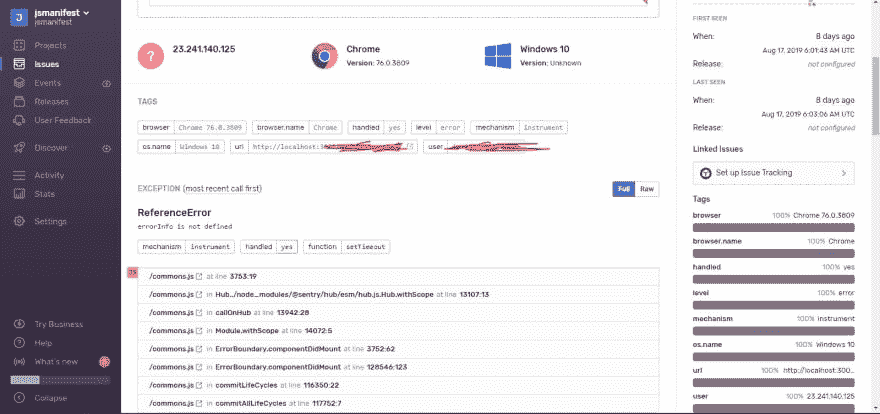 J
jsmanifest
jsmanifest
Projects
Issues
Events
Releases
User Feedback
Discover
Activity
Stats
Settings
Try Business
Help
What's new
Collapse
?
23.241.140.125
Chrome
Version: 76.0.3809
Windows 10
Version: Unknown
TAGS
browser Chrome 76.0.3809
browser.name Chrome
handled yes
level error
mechanism instrument
os.name Windows 10
url http://localhost:3
user
EXCEPTION (most recent call first)
Full Raw
ReferenceError
errorInfo is not defined
mechanism instrument
handled yes
function setTimeout
JS
/commons.js at line 3753:19
/commons.js in Hub../node_modules/@sentry/hub/esm/hub.js.Hub.withScope at line 13107:13
/commons.js in callOnHub at line 13942:28
/commons.js in Module.withScope at line 14072:5
/commons.js in ErrorBoundary.componentDidMount at line 3752:62
/commons.js in ErrorBoundary.componentDidMount at line 128546:123
/commons.js in commitLifeCycles at line 116350:22
/commons.js in commitAllLifeCycles at line 117752:7
FIRST SEEN
When: 8 days ago
Aug 17, 2019 6:01:43 AM UTC
Release: not configured
LAST SEEN
When: 8 days ago
Aug 17, 2019 6:03:06 AM UTC
Release: not configured
Linked Issues
Set up Issue Tracking
Tags
browser 100% Chrome 76.0.3809
browser.name 100% Chrome
handled 100% yes
level 100% error
mechanism 100% instrument
os.name 100% Windows 10
url 100% http://localhost:300...
user 100% 23.241.140.125